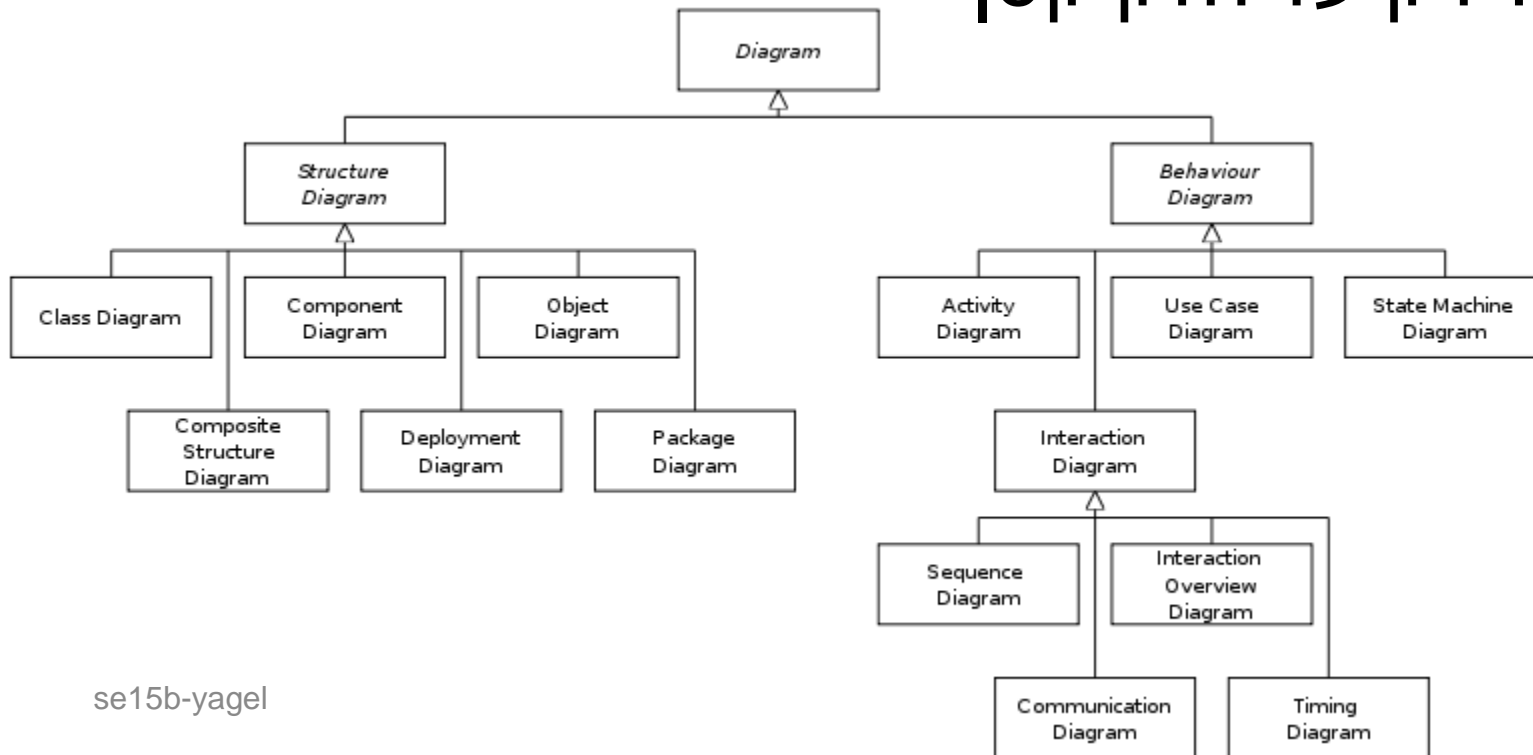 Diagram
Structure
Diagram
Behaviour
Diagram
Class Diagram
Component
Diagram
Object
Diagram
Activity
Diagram
Use Case
Diagram
State Machine
Diagram
Composite
Structure
Diagram
Deployment
Diagram
Package
Diagram
Interaction
Diagram
Sequence
Diagram
Interaction
Overview
Diagram
Communication
Diagram
Timing
Diagram
se15b-yagel